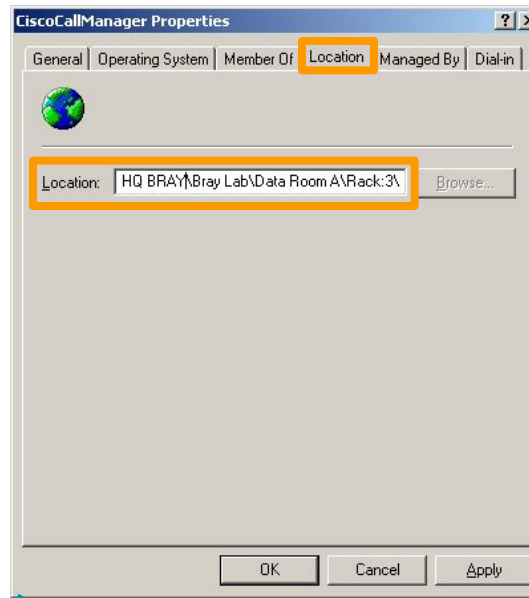 CiscoCallManager Properties
General Operating System Member Of Location Managed By Dial-in
Location: HQ BRAY\Bray Lab\Data Room A\Rack:3\ Browse...
OK Cancel Apply